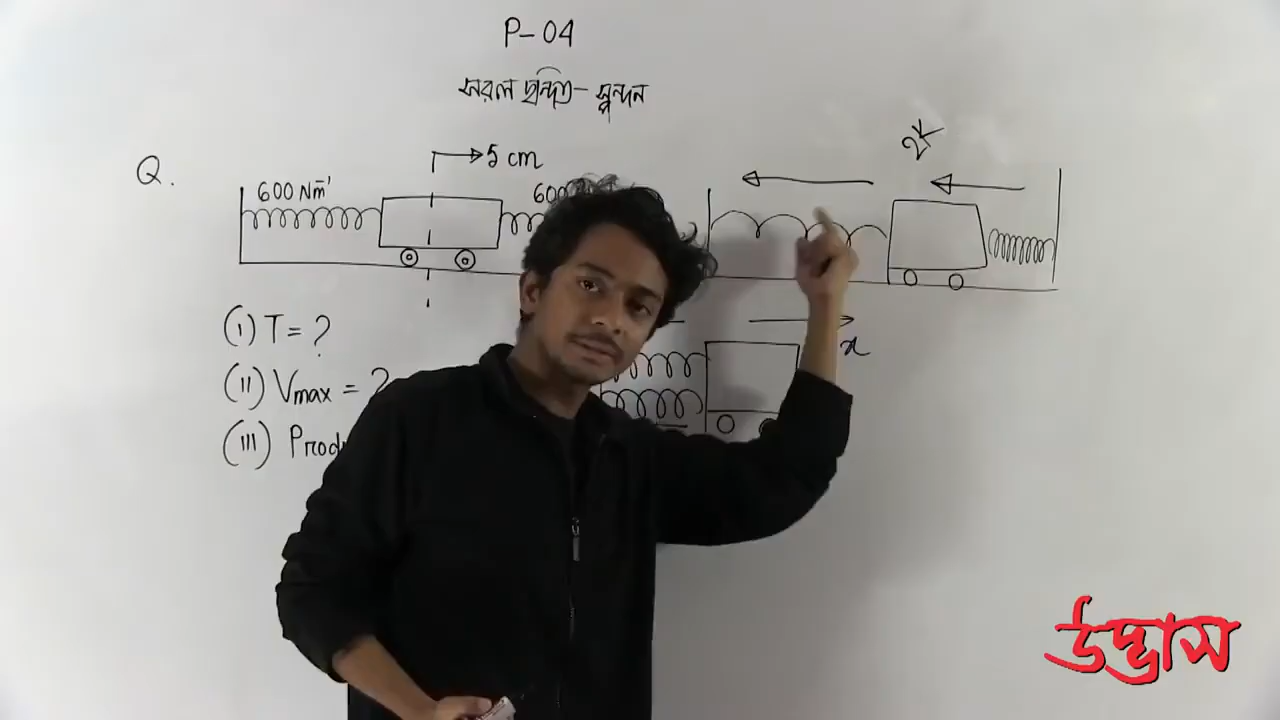 P-04
সরল ছন্দিত-স্পন্দন
Q.
5 cm
600 Nm⁻¹
600
2K
x
(i) T = ?
(ii) Vmax = ?
(iii)
উদ্ভাস